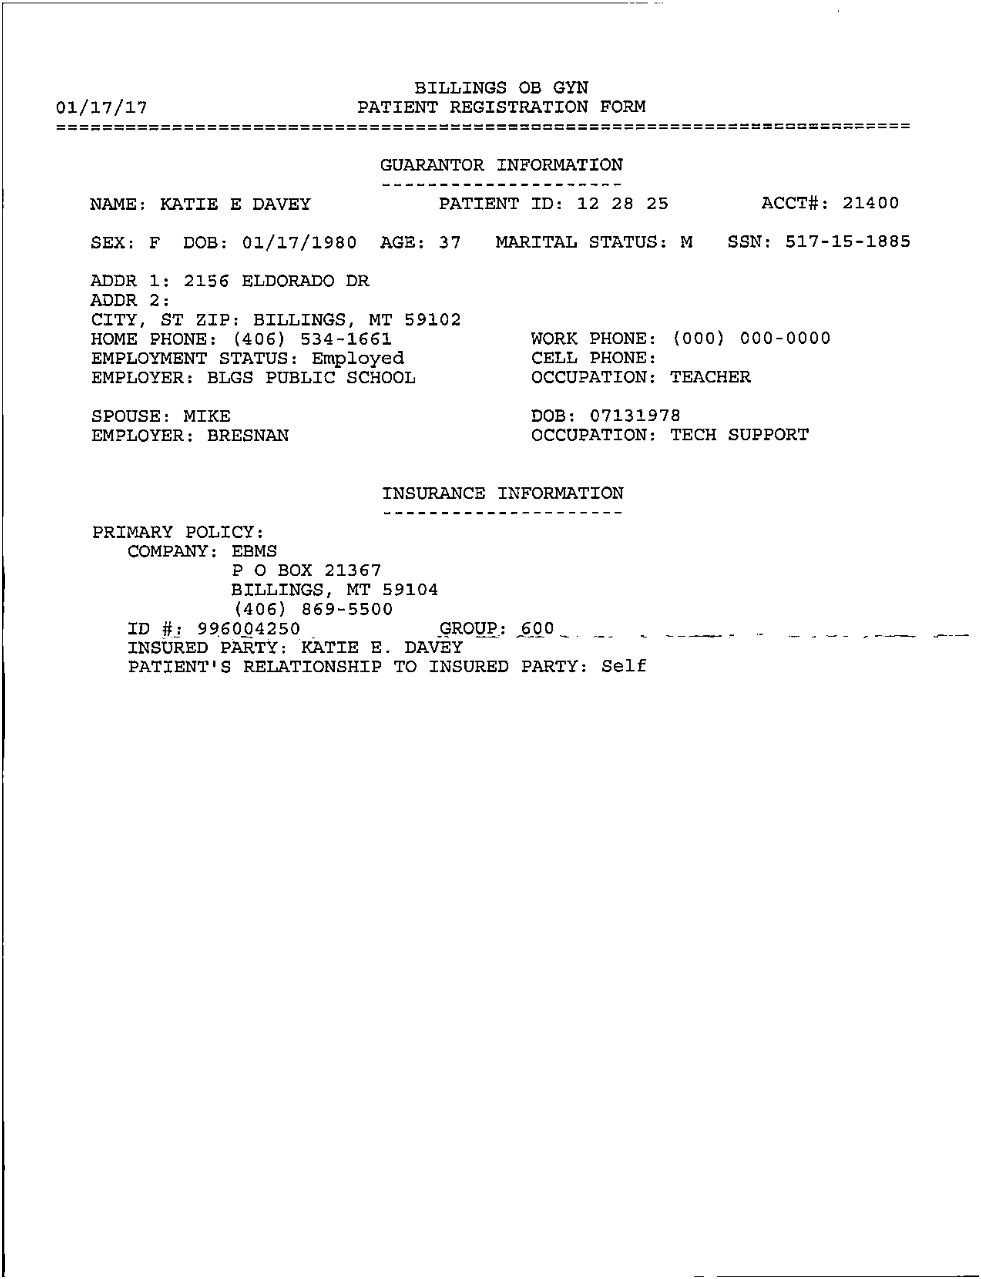 BILLINGS OB GYN
01/17/17 PATIENT REGISTRATION FORM
==========================================================================
GUARANTOR INFORMATION
---------------------
NAME: KATIE E DAVEY PATIENT ID: 12 28 25 ACCT#: 21400
SEX: F DOB: 01/17/1980 AGE: 37 MARITAL STATUS: M SSN: 517-15-1885
ADDR 1: 2156 ELDORADO DR
ADDR 2:
CITY, ST ZIP: BILLINGS, MT 59102
HOME PHONE: (406) 534-1661 WORK PHONE: (000) 000-0000
EMPLOYMENT STATUS: Employed CELL PHONE:
EMPLOYER: BLGS PUBLIC SCHOOL OCCUPATION: TEACHER
SPOUSE: MIKE DOB: 07131978
EMPLOYER: BRESNAN OCCUPATION: TECH SUPPORT
INSURANCE INFORMATION
---------------------
PRIMARY POLICY:
COMPANY: EBMS
P O BOX 21367
BILLINGS, MT 59104
(406) 869-5500
ID #: 996004250 GROUP: 600
INSURED PARTY: KATIE E. DAVEY
PATIENT'S RELATIONSHIP TO INSURED PARTY: Self